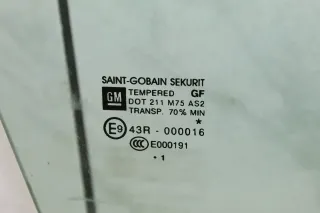 SAINT-GOBAIN SEKURIT
TEMPERED GF
GM DOT 211 M75 AS2
TRANSP. 70% MIN
*
E9 43R - 000016
CCC E000191
• 1